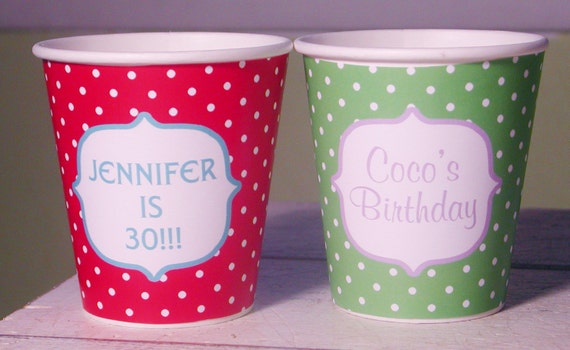 JENNIFER
IS
30!!!
Coco's
Birthday